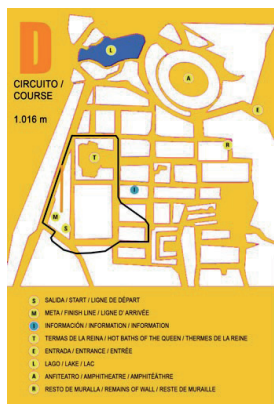 D
CIRCUITO /
COURSE
1.016 m
L
A
E
R
T
I
M
S
S SALIDA / START / LIGNE DE DÉPART
M META / FINISH LINE / LIGNE D' ARRIVÉE
I INFORMACIÓN / INFORMATION / INFORMATION
T TERMAS DE LA REINA / HOT BATHS OF THE QUEEN / THERMES DE LA REINE
E ENTRADA / ENTRANCE / ENTRÉE
L LAGO / LAKE / LAC
A ANFITEATRO / AMPHITHEATRE / AMPHITÉÂTHRE
R RESTO DE MURALLA / REMAINS OF WALL / RESTE DE MURAILLE